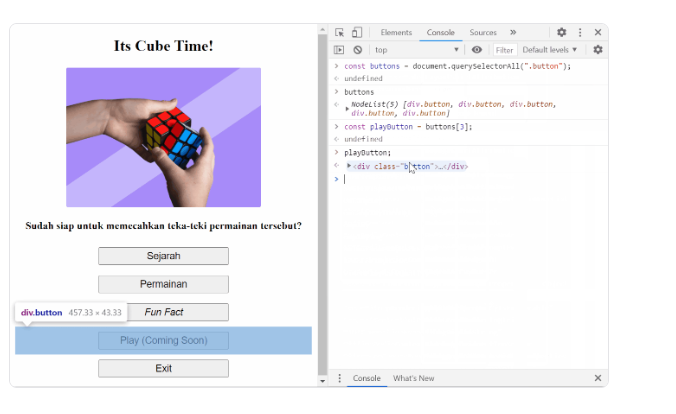 Its Cube Time!
Sudah siap untuk memecahkan teka-teki permainan tersebut?
Sejarah
Permainan
Fun Fact
div.button 457.33 × 43.33
Play (Coming Soon)
Exit
Elements Console Sources »
top
Filter Default levels ▼
> const buttons = document.querySelectorAll(".button");
undefined
> buttons
NodeList(5) [div.button, div.button, div.button,
div.button, div.button]
> const playButton = buttons[3];
undefined
> playButton;
<div class="button">…</div>
>
Console What's New